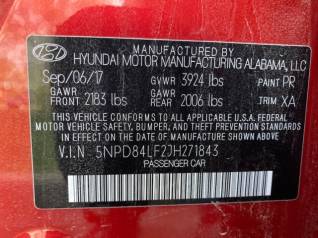 MANUFACTURED BY
HYUNDAI MOTOR MANUFACTURING ALABAMA, LLC
Sep/06/17 GVWR 3924 lbs PAINT PR
GAWR FRONT 2183 lbs GAWR REAR 2006 lbs TRIM XA
THIS VEHICLE CONFORMS TO ALL APPLICABLE
FEDERAL MOTOR VEHICLE SAFETY, BUMPER AND THEFT
PREVENTION STANDARDS IN EFFECT ON THE DATE OF
MANUFACTURE SHOWN ABOVE.
V.I.N 5NPD84LF2JH271843
PASSENGER CAR